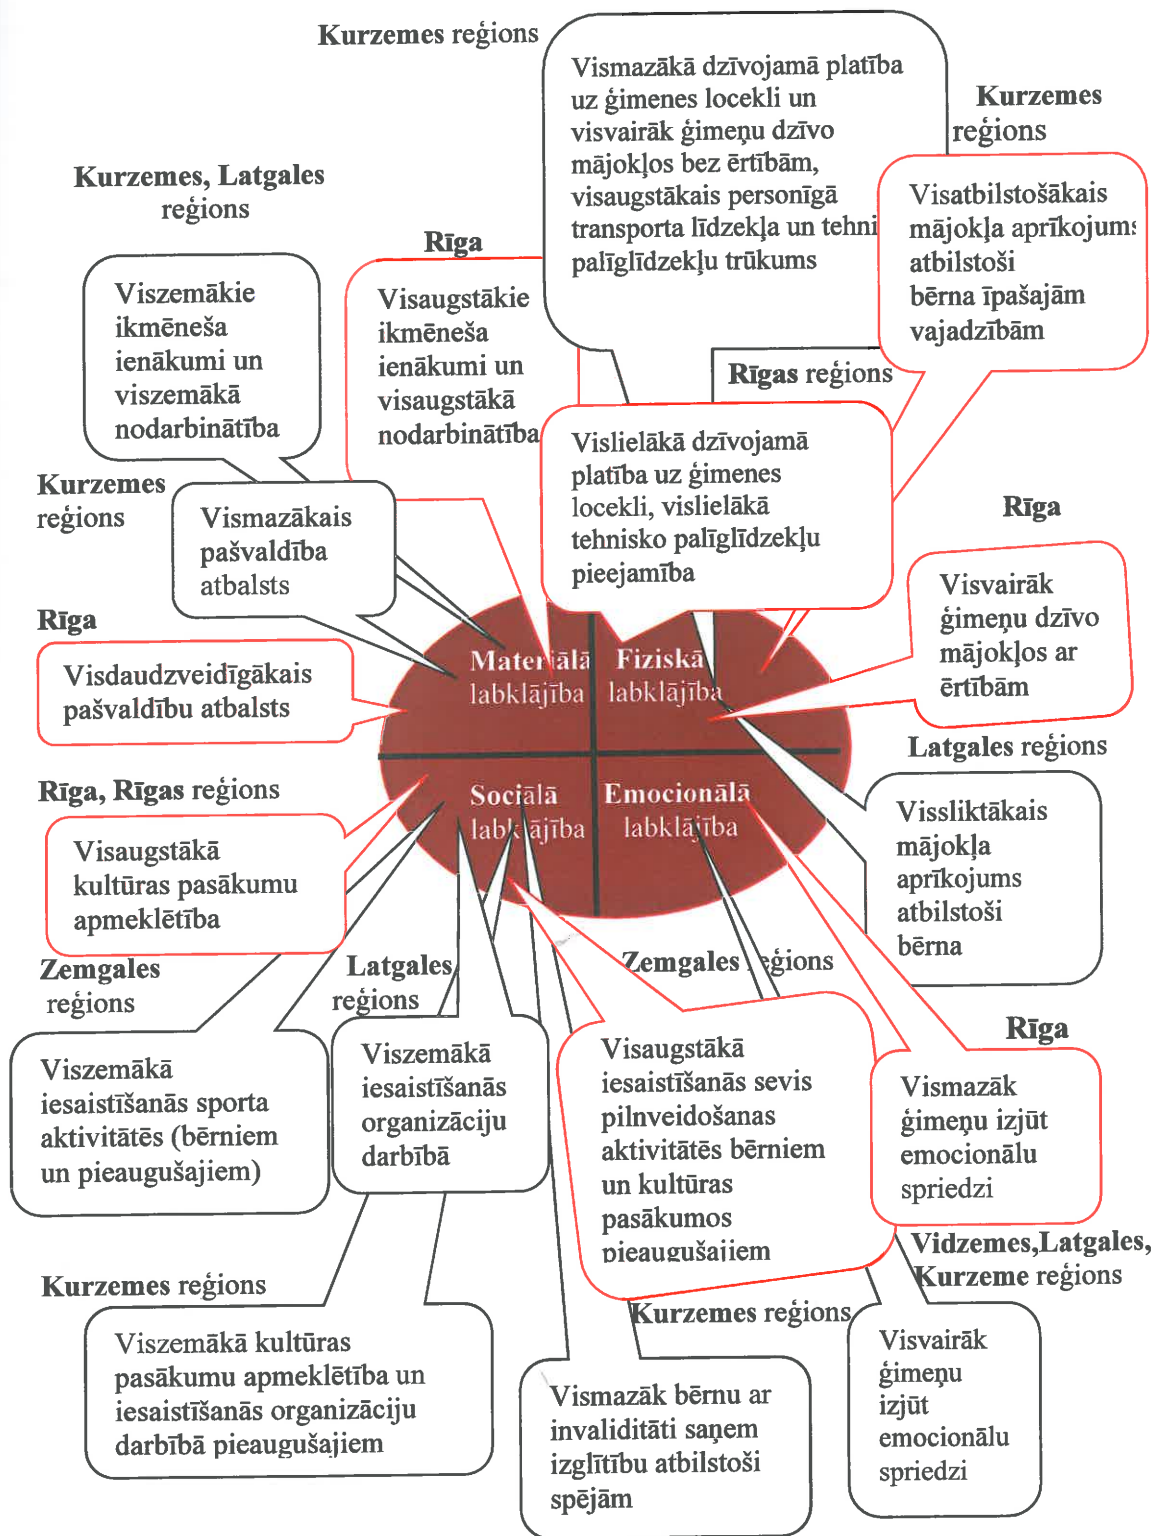 Kurzemes reģions
Vismazākā dzīvojamā platība
uz ģimenes locekli un
visvairāk ģimeņu dzīvo
mājokļos bez ērtībām,
visaugstākais personīgā
transporta līdzekļa un tehni
palīglīdzekļu trūkums
Kurzemes
reģions
Visatbilstošākais
mājokļa aprīkojums
atbilstoši
bērna īpašajām
vajadzībām
Kurzemes, Latgales
reģions
Viszemākie
ikmēneša
ienākumi un
viszemākā
nodarbinātība
Rīga
Visaugstākie
ikmēneša
ienākumi un
visaugstākā
nodarbinātība
Rīgas reģions
Vislielākā dzīvojamā
platība uz ģimenes
locekli, vislielākā
tehnisko palīglīdzekļu
pieejamība
Kurzemes
reģions
Vismazākais
pašvaldība
atbalsts
Rīga
Visvairāk
ģimeņu dzīvo
mājokļos ar
ērtībām
Rīga
Visdaudzveidīgākais
pašvaldību atbalsts
Materiālā
labklājība
Fiziskā
labklājība
Sociālā
labklājība
Emocionālā
labklājība
Latgales reģions
Vissliktākais
mājokļa
aprīkojums
atbilstoši
bērna
Rīga, Rīgas reģions
Visaugstākā
kultūras pasākumu
apmeklētība
Zemgales
reģions
Viszemākā
iesaistīšanās sporta
aktivitātēs (bērniem
un pieaugušajiem)
Latgales
reģions
Viszemākā
iesaistīšanās
organizāciju
darbībā
Zemgales reģions
Visaugstākā
iesaistīšanās sevis
pilnveidošanas
aktivitātēs bērniem
un kultūras
pasākumos
pieaugušajiem
Rīga
Vismazāk
ģimeņu izjūt
emocionālu
spriedzi
Kurzemes reģions
Viszemākā kultūras
pasākumu apmeklētība un
iesaistīšanās organizāciju
darbībā pieaugušajiem
Kurzemes reģions
Vismazāk bērnu ar
invaliditāti saņem
izglītību atbilstoši
spējām
Vidzemes,Latgales,
Kurzeme reģions
Visvairāk
ģimeņu
izjūt
emocionālu
spriedzi